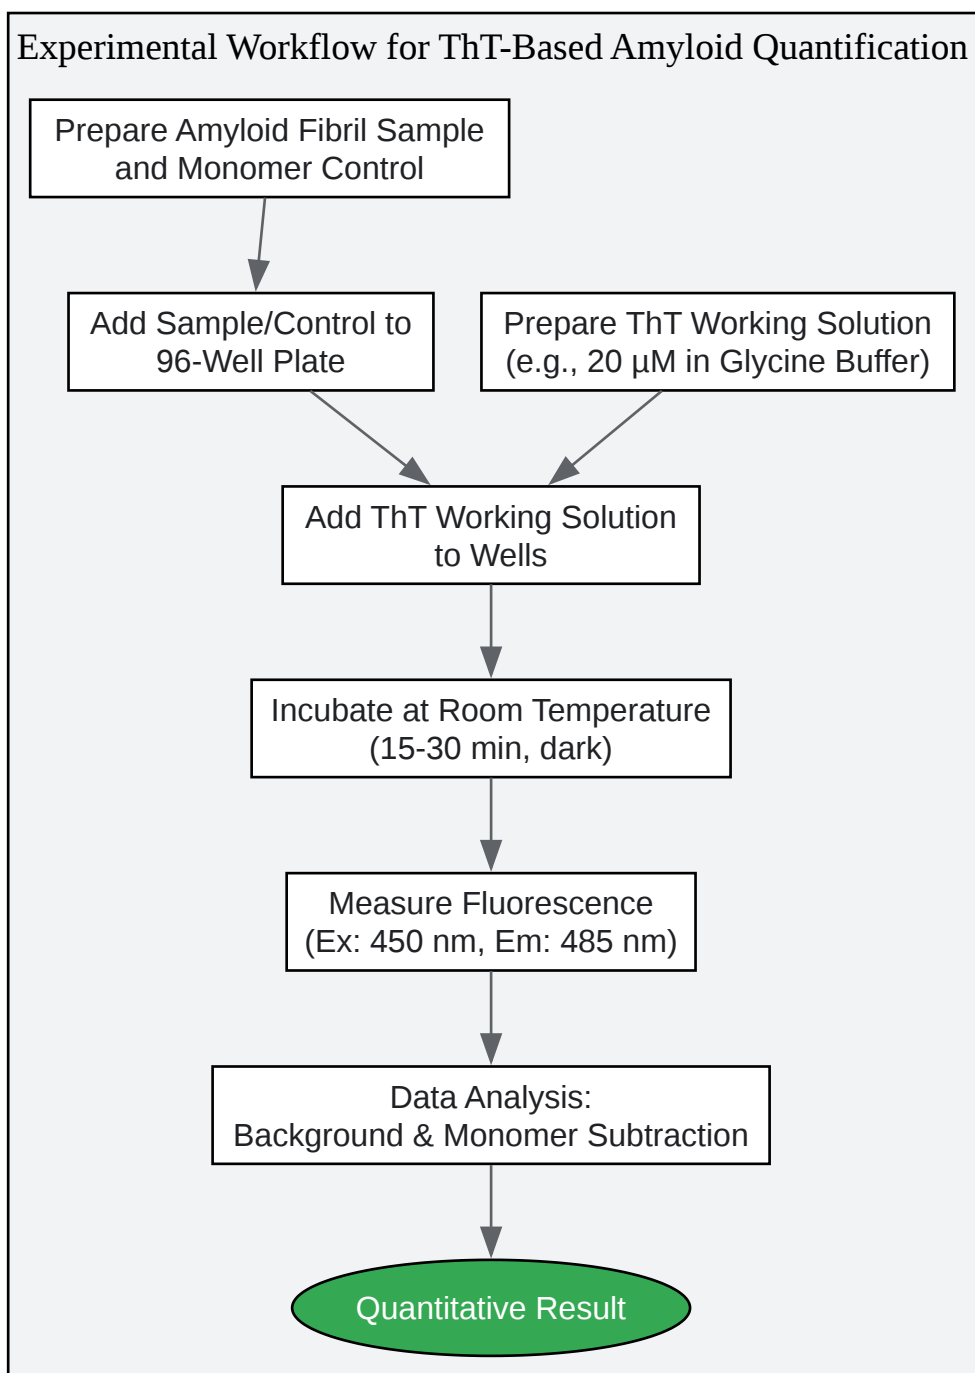 Experimental Workflow for ThT-Based Amyloid Quantification
Prepare Amyloid Fibril Sample
and Monomer Control
Add Sample/Control to
96-Well Plate
Prepare ThT Working Solution
(e.g., 20 µM in Glycine Buffer)
Add ThT Working Solution
to Wells
Incubate at Room Temperature
(15-30 min, dark)
Measure Fluorescence
(Ex: 450 nm, Em: 485 nm)
Data Analysis:
Background & Monomer Subtraction
Quantitative Result